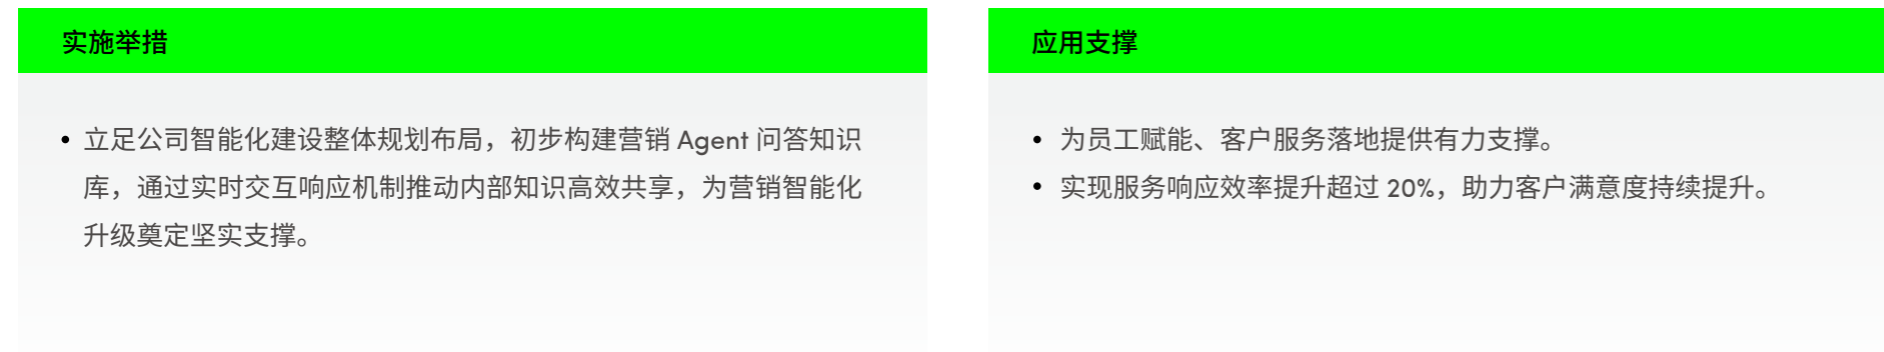 实施举措
• 立足公司智能化建设整体规划布局，初步构建营销 Agent 问答知识
库，通过实时交互响应机制推动内部知识高效共享，为营销智能化
升级奠定坚实支撑。
应用支撑
• 为员工赋能、客户服务落地提供有力支撑。
• 实现服务响应效率提升超过 20%，助力客户满意度持续提升。